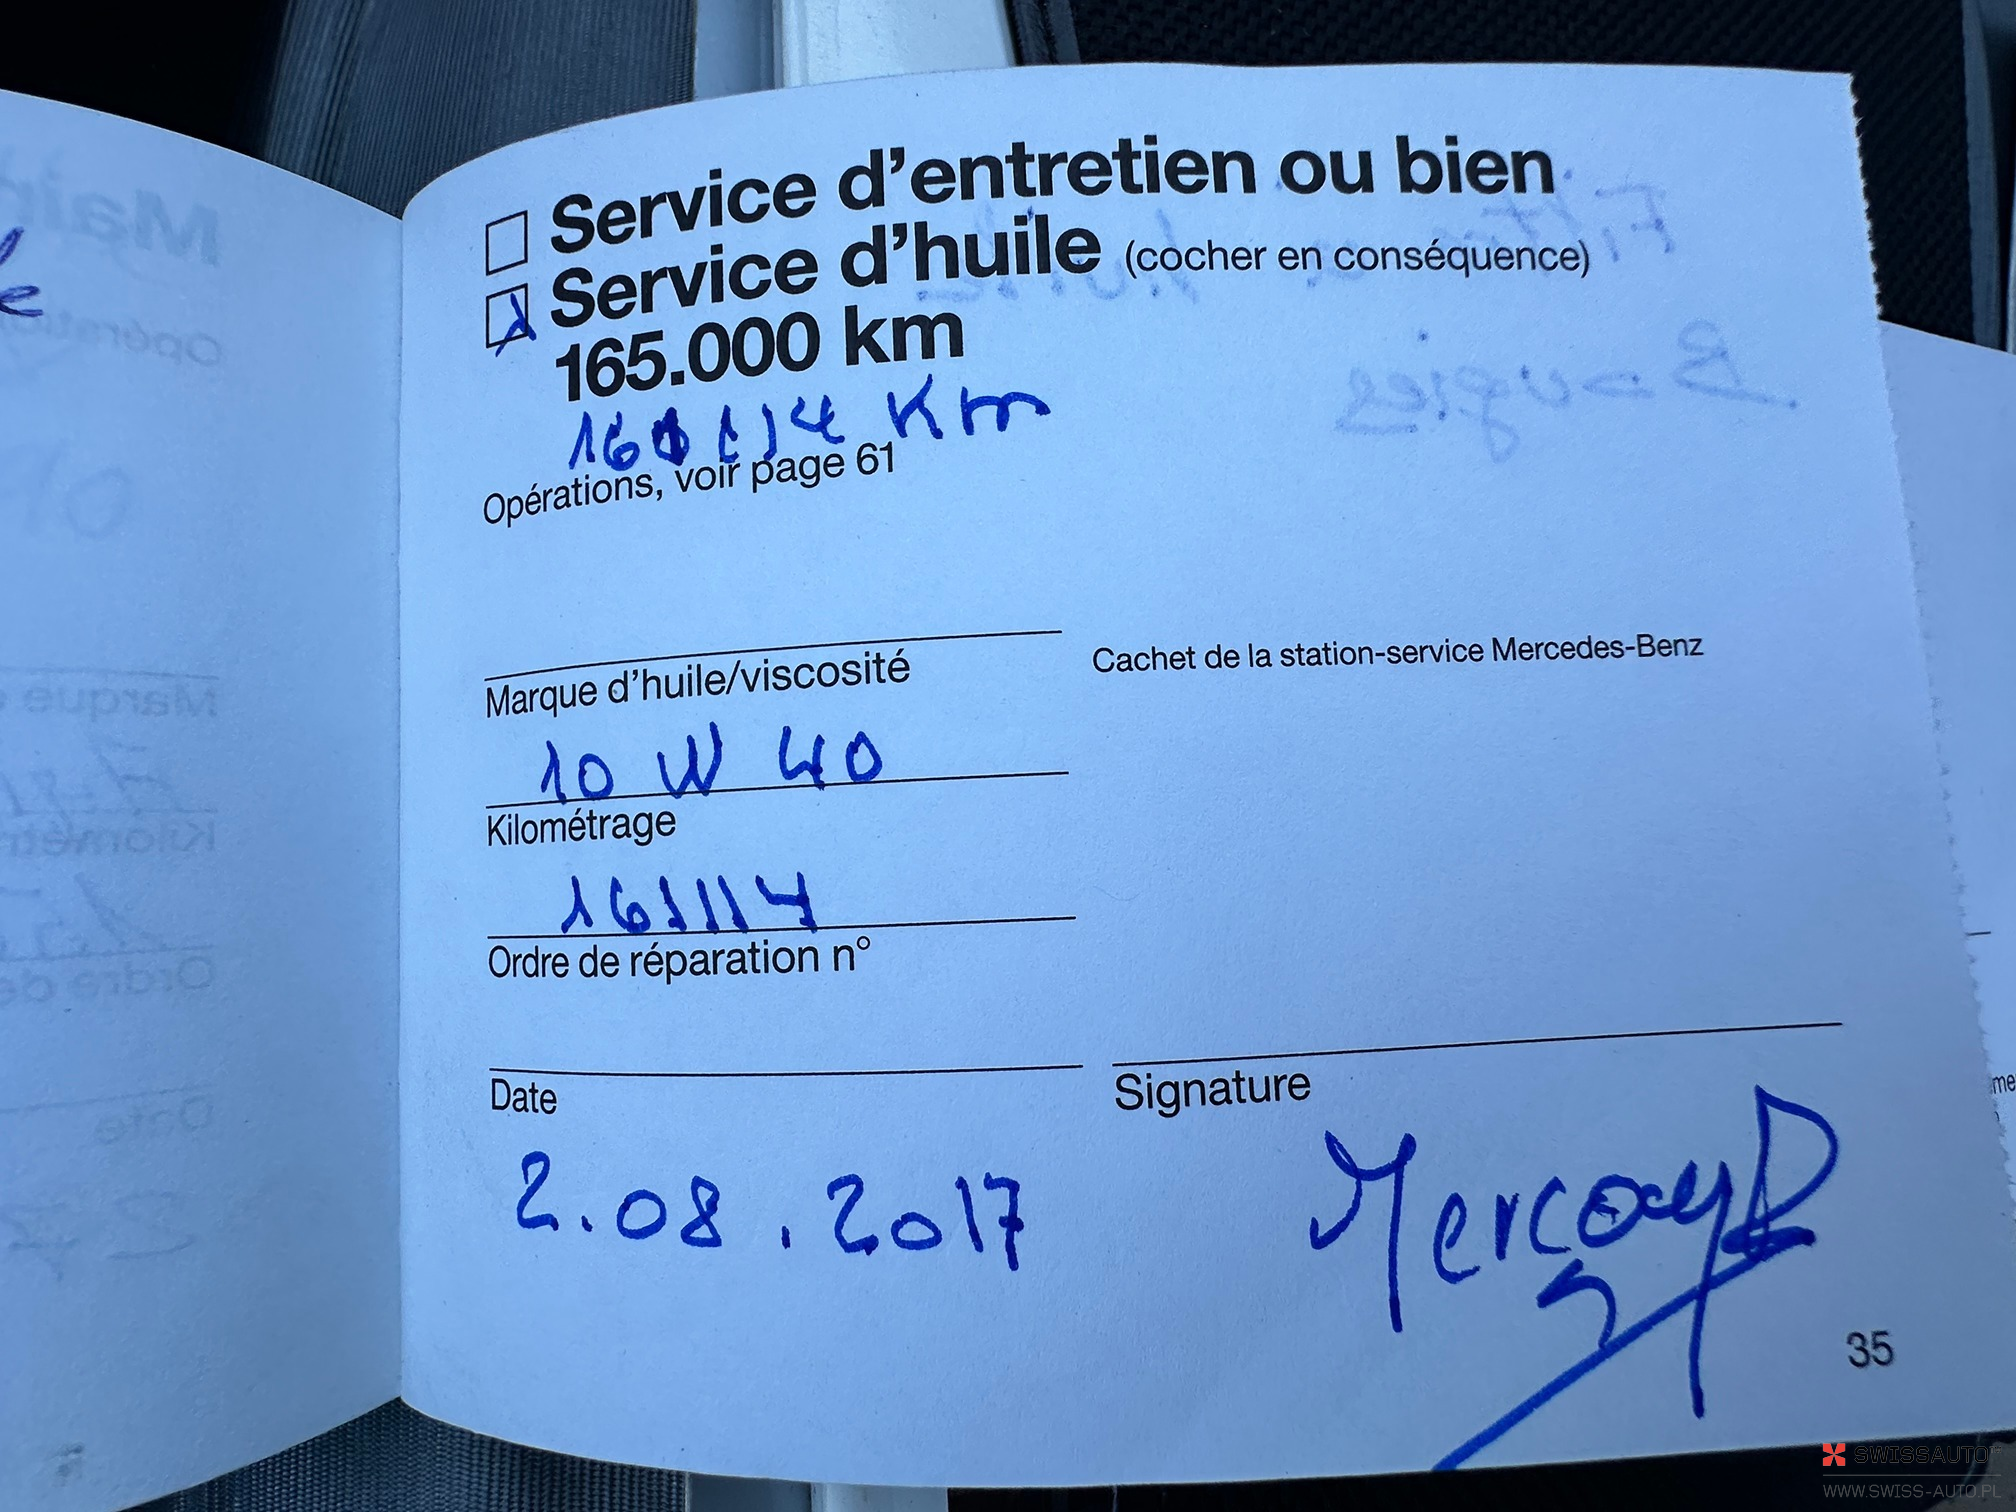 Service d'entretien ou bien
Service d'huile (cocher en conséquence)
165.000 km
161114 Km
Opérations, voir page 61
Marque d'huile/viscosité
Cachet de la station-service Mercedes-Benz
10 W 40
Kilométrage
161114
Ordre de réparation n°
Date
Signature
2.08.2017
35
SWISSAUTO
WWW.SWISS-AUTO.PL